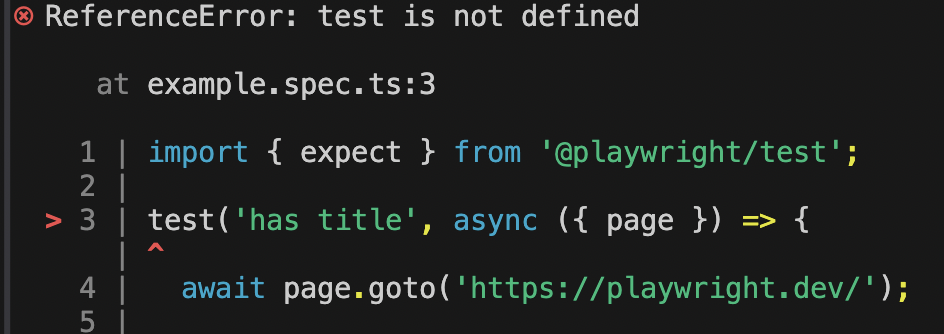 ReferenceError: test is not defined
at example.spec.ts:3
1 | import { expect } from '@playwright/test';
2 |
> 3 | test('has title', async ({ page }) => {
| ^
4 | await page.goto('https://playwright.dev/');
5 |